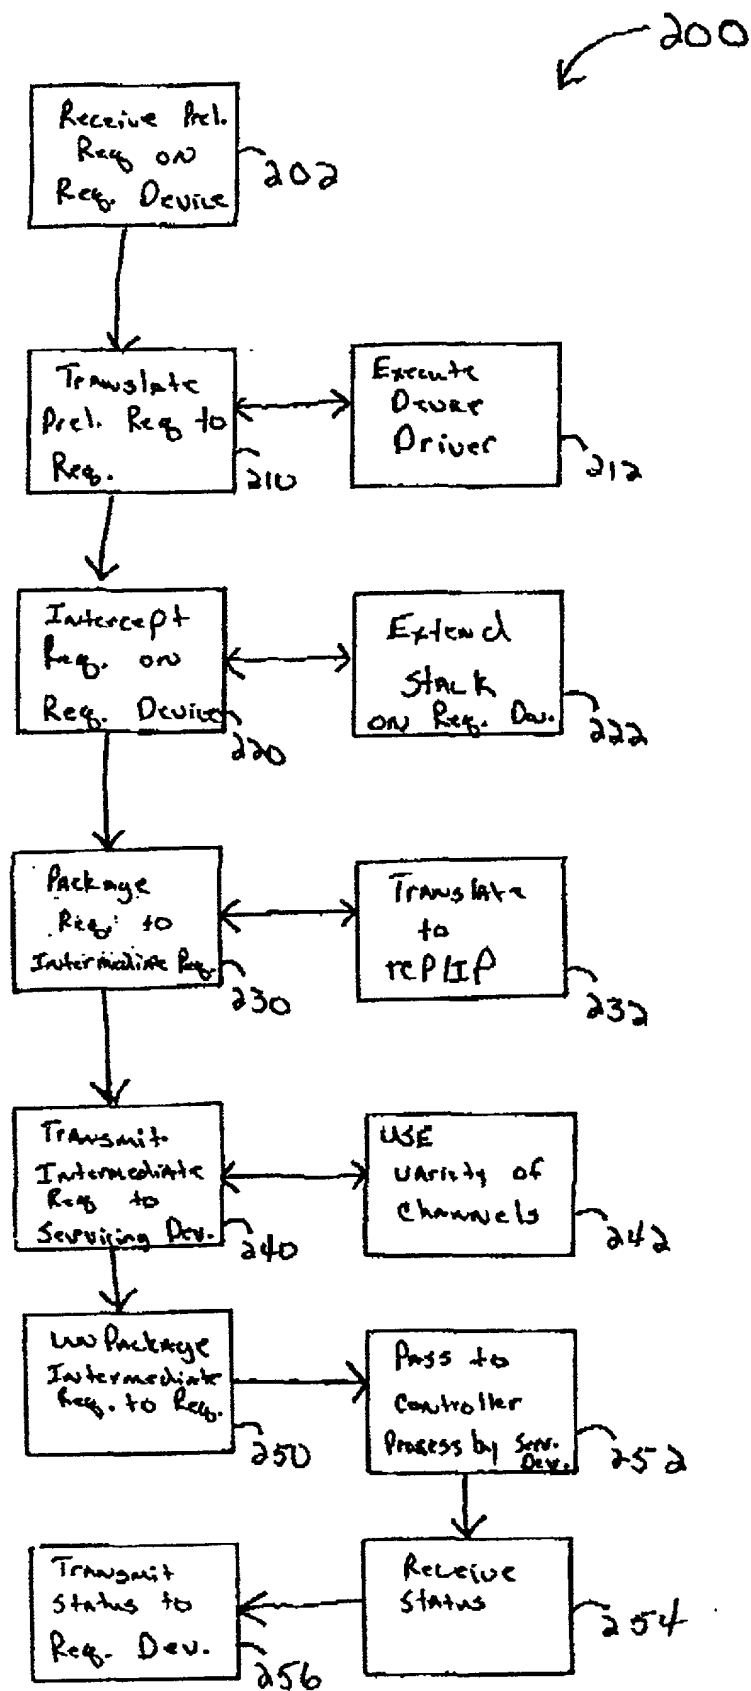 200
Receive Prel.
Req on
Req. Device
202
Translate
Prel. Req to
Req.
210
Execute
Device
Driver
212
Intercept
Req. on
Req. Device
220
Extend
Stack
on Req. Dev.
222
Package
Req. to
Intermediate Req.
230
Translate
to
TCP/IP
232
Transmit
Intermediate
Req to
Servicing Dev.
240
USE
Variety of
Channels
242
UnPackage
Intermediate
Req. to Req.
250
Pass to
Controller
Process by Serv.
Dev.
252
Receive
Status
254
Transmit
Status to
Req. Dev.
256